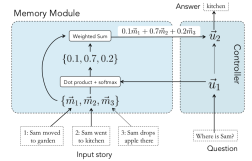 Answer kitchen
Memory Module
Weighted Sum
0.1m⃗₁ + 0.7m⃗₂ + 0.2m⃗₃
u⃗₂
{0.1, 0.7, 0.2}
Dot product + softmax
{m⃗₁, m⃗₂, m⃗₃}
u⃗₁
Controller
1: Sam moved to garden
2: Sam went to kitchen
3: Sam drops apple there
Where is Sam?
Input story
Question